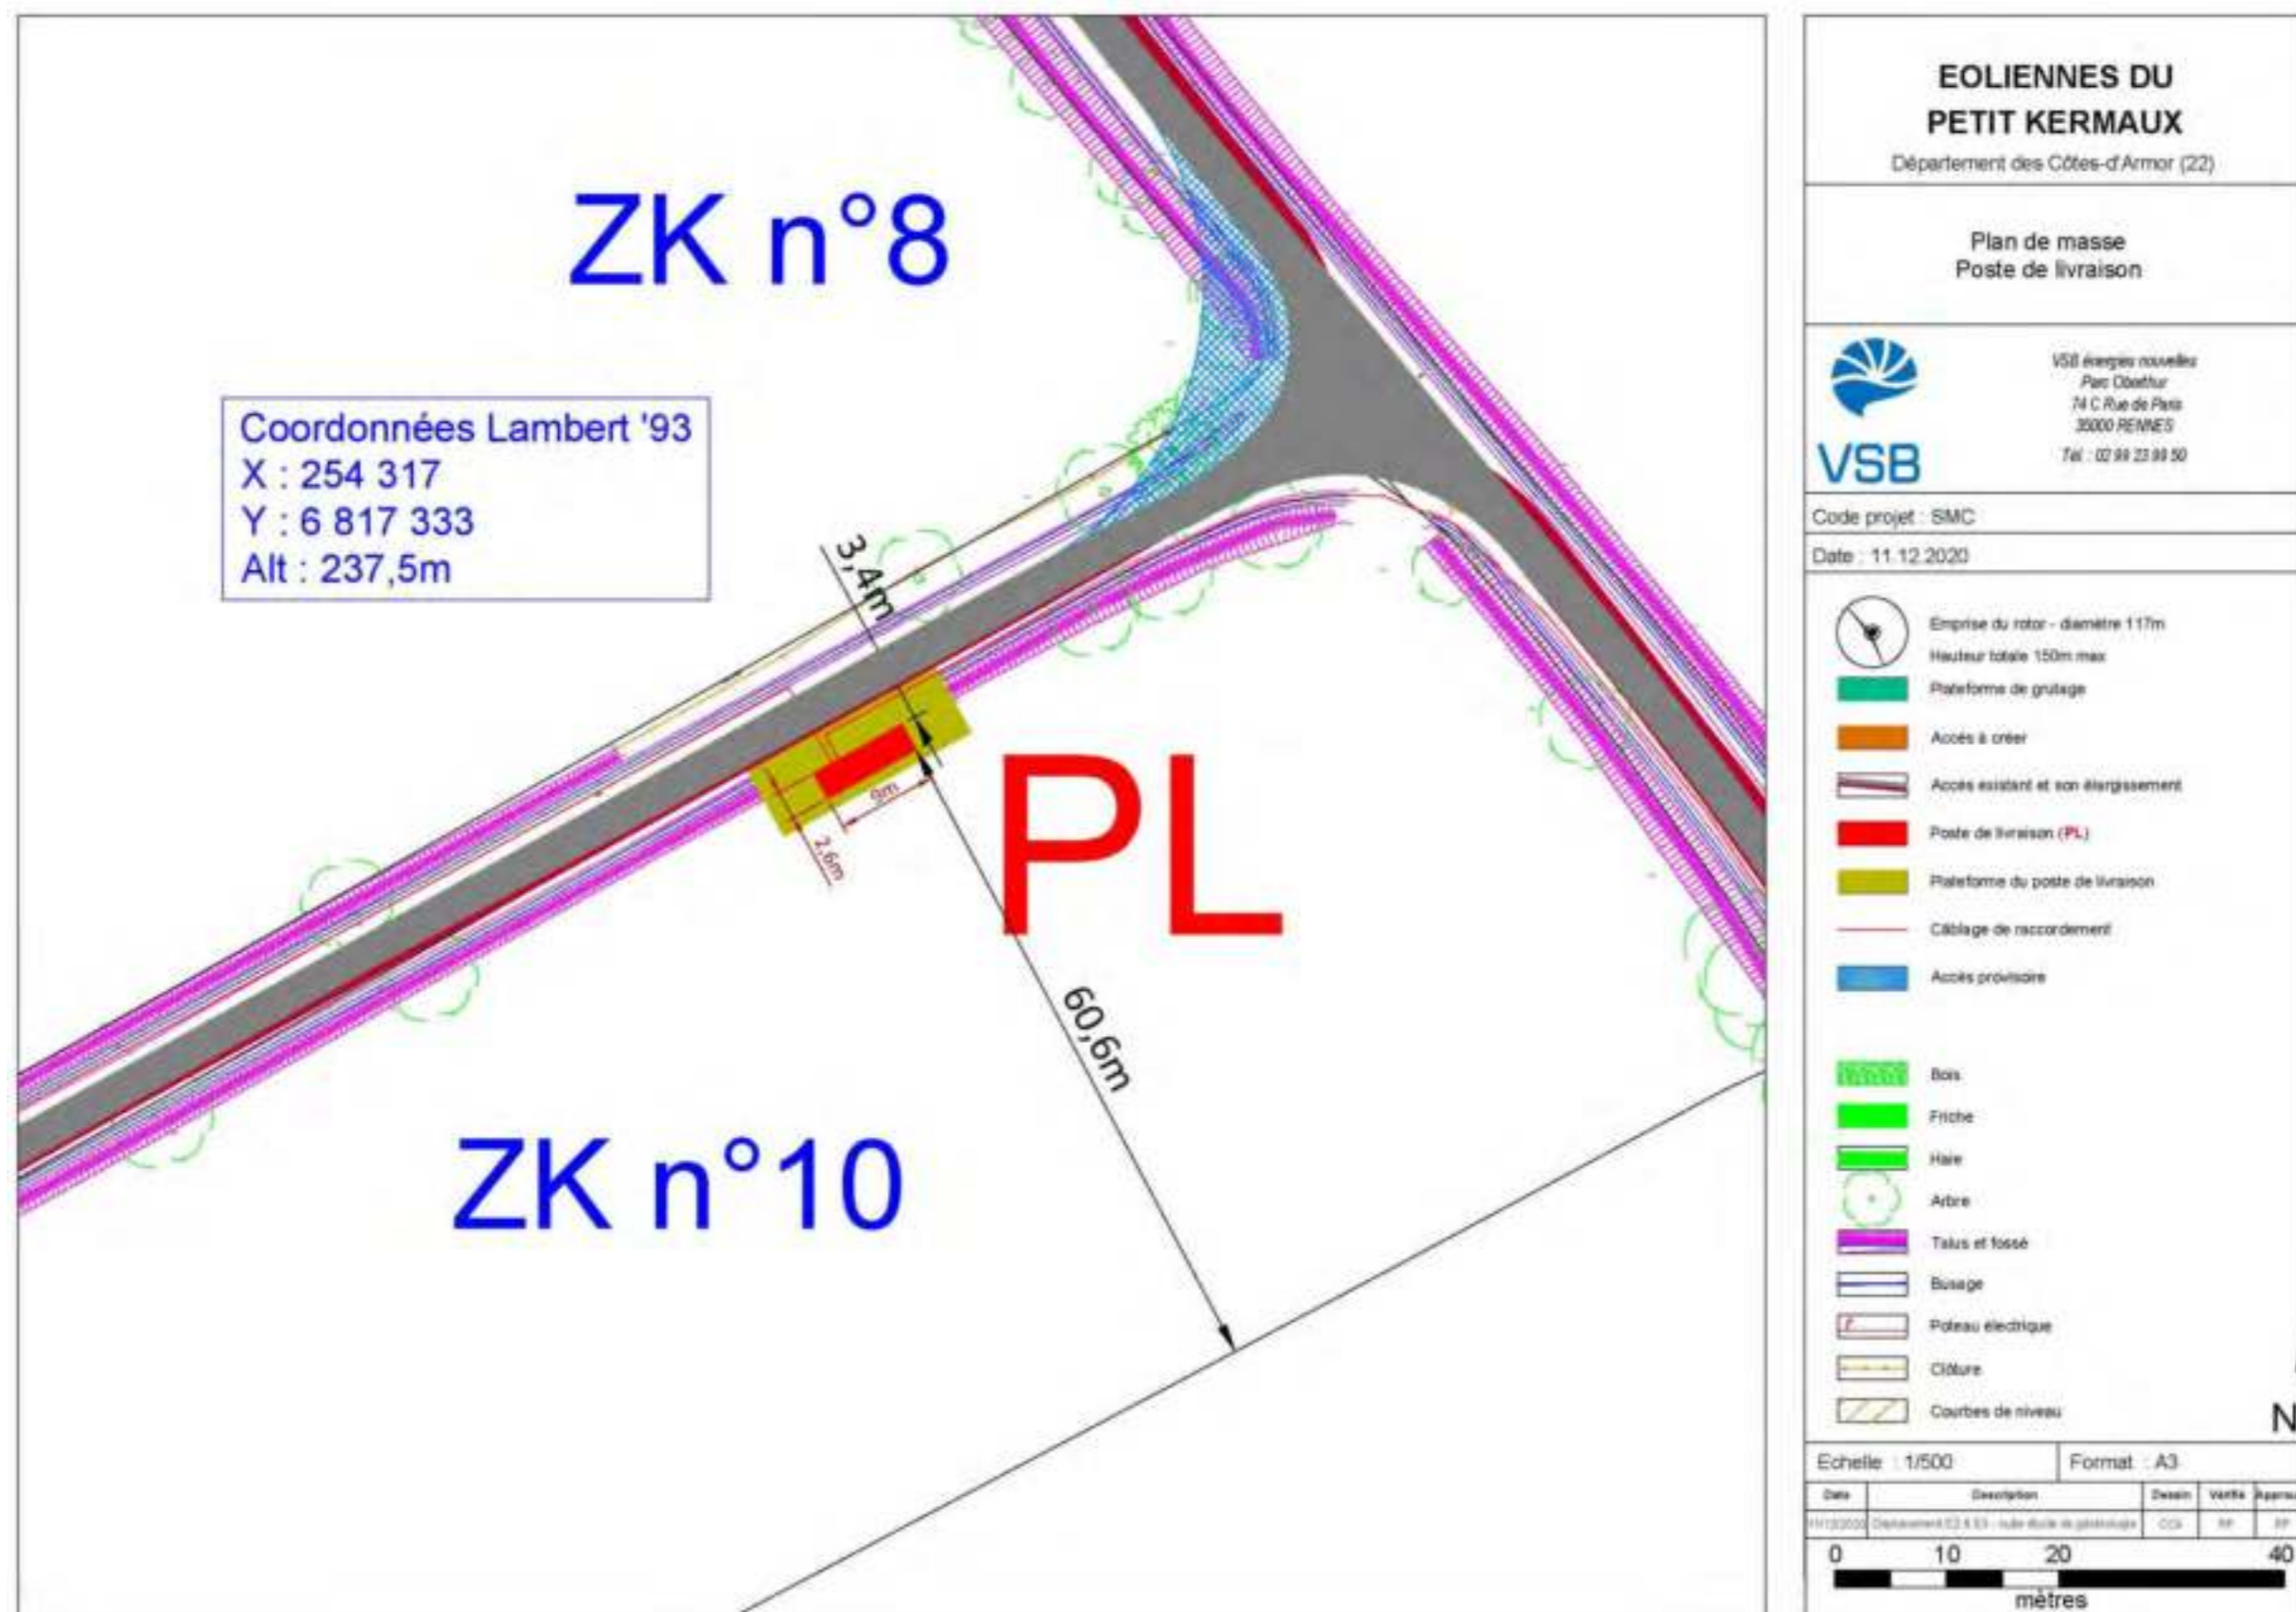 ZK n°8
Coordonnées Lambert '93
X : 254 317
Y : 6 817 333
Alt : 237,5m
3,4m
9m
2,6m
PL
60,6m
ZK n°10
EOLIENNES DU
PETIT KERMAUX
Département des Côtes-d'Armor (22)
Plan de masse
Poste de livraison
VSB énergies nouvelles
Parc Oberthur
74 C Rue de Paris
35000 RENNES
Tél. : 02 99 23 99 50
VSB
Code projet : SMC
Date : 11.12.2020
Emprise du rotor - diamètre 117m
Hauteur totale 150m max
Plateforme de grutage
Accès à créer
Accès existant et son élargissement
Poste de livraison (PL)
Plateforme du poste de livraison
Câblage de raccordement
Accès provisoire
Bois
Friche
Haie
Arbre
Talus et fossé
Busage
Poteau électrique
Clôture
Courbes de niveau
N
Echelle : 1/500 Format : A3
Date Description Dessin Vérifié
11/12/2020
0 10 20 40
mètres